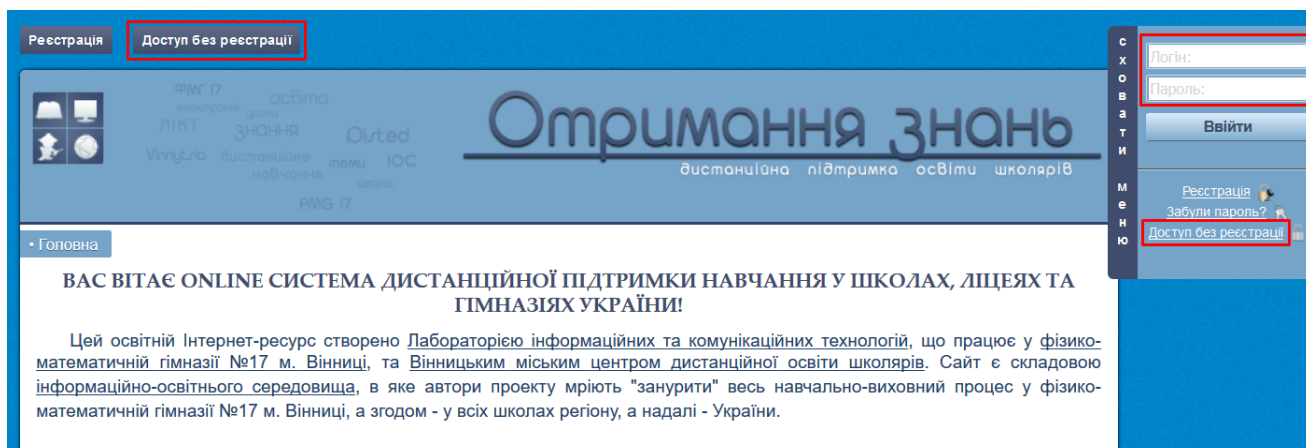 Реєстрація
Доступ без реєстрації
ФМГ 17
електронні уроки
освіта
ПІКТ
знання
Oisted
Vinnytsia
дистанційне
теми
ІОС
навчання
школа
PMG 17
Отримання Знань
дистанційна підтримка освіти школярів
сховати меню
Логін:
Пароль:
Ввійти
Реєстрація
Забули пароль?
Доступ без реєстрації
• Головна
ВАС ВІТАЄ ONLINE СИСТЕМА ДИСТАНЦІЙНОЇ ПІДТРИМКИ НАВЧАННЯ У ШКОЛАХ, ЛІЦЕЯХ ТА
ГІМНАЗІЯХ УКРАЇНИ!
Цей освітній Інтернет-ресурс створено Лабораторією інформаційних та комунікаційних технологій, що працює у фізико-
математичній гімназії №17 м. Вінниці, та Вінницьким міським центром дистанційної освіти школярів. Сайт є складовою
інформаційно-освітнього середовища, в яке автори проекту мріють "занурити" весь навчально-виховний процес у фізико-
математичній гімназії №17 м. Вінниці, а згодом - у всіх школах регіону, а надалі - України.